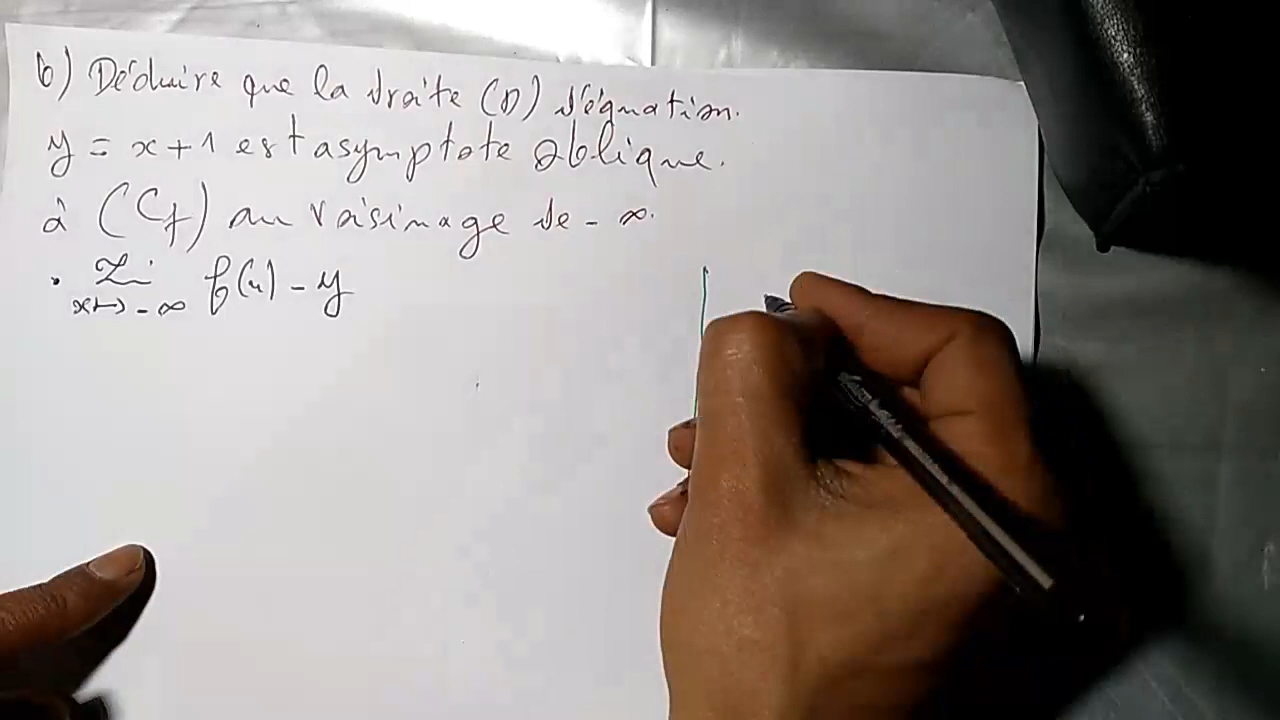 b) Déduire que la droite (D) d'équation.
y = x + 1 est asymptote oblique.
à (Cf) au voisinage de - ∞.
• Lim f(x) - y
x→ - ∞